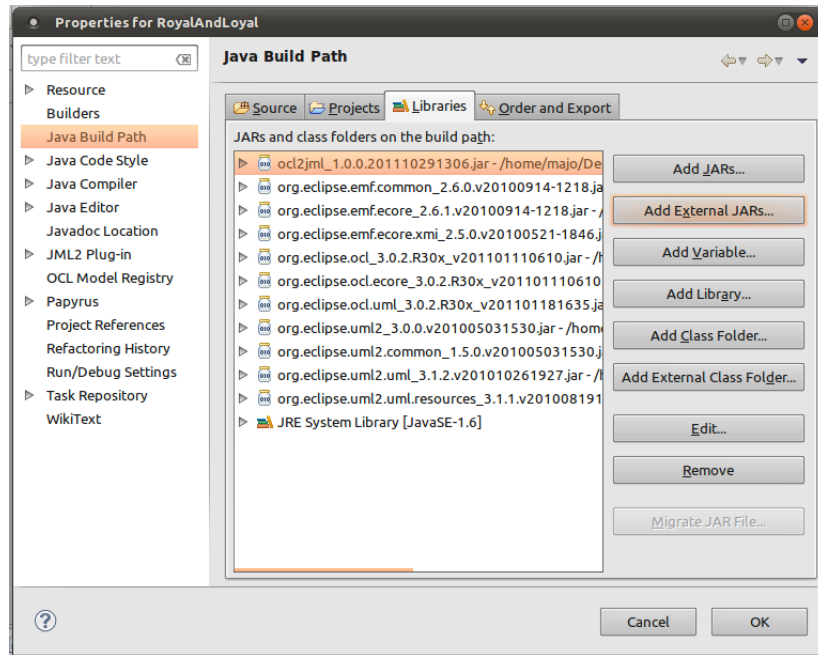 Properties for RoyalAndLoyal
type filter text
Resource
Builders
Java Build Path
Java Code Style
Java Compiler
Java Editor
Javadoc Location
JML2 Plug-in
OCL Model Registry
Papyrus
Project References
Refactoring History
Run/Debug Settings
Task Repository
WikiText
Java Build Path
Source Projects Libraries Order and Export
JARs and class folders on the build path:
ocl2jml_1.0.0.201110291306.jar - /home/majo/De
org.eclipse.emf.common_2.6.0.v20100914-1218.ja
org.eclipse.emf.ecore_2.6.1.v20100914-1218.jar - /
org.eclipse.emf.ecore.xmi_2.5.0.v20100521-1846.j
org.eclipse.ocl_3.0.2.R30x_v201101110610.jar - /h
org.eclipse.ocl.ecore_3.0.2.R30x_v201101110610.
org.eclipse.ocl.uml_3.0.2.R30x_v201101181635.ja
org.eclipse.uml2_3.0.0.v201005031530.jar - /home
org.eclipse.uml2.common_1.5.0.v201005031530.j
org.eclipse.uml2.uml_3.1.2.v201010261927.jar - /h
org.eclipse.uml2.uml.resources_3.1.1.v201008191
JRE System Library [JavaSE-1.6]
Add JARs...
Add External JARs...
Add Variable...
Add Library...
Add Class Folder...
Add External Class Folder...
Edit...
Remove
Migrate JAR File...
Cancel OK